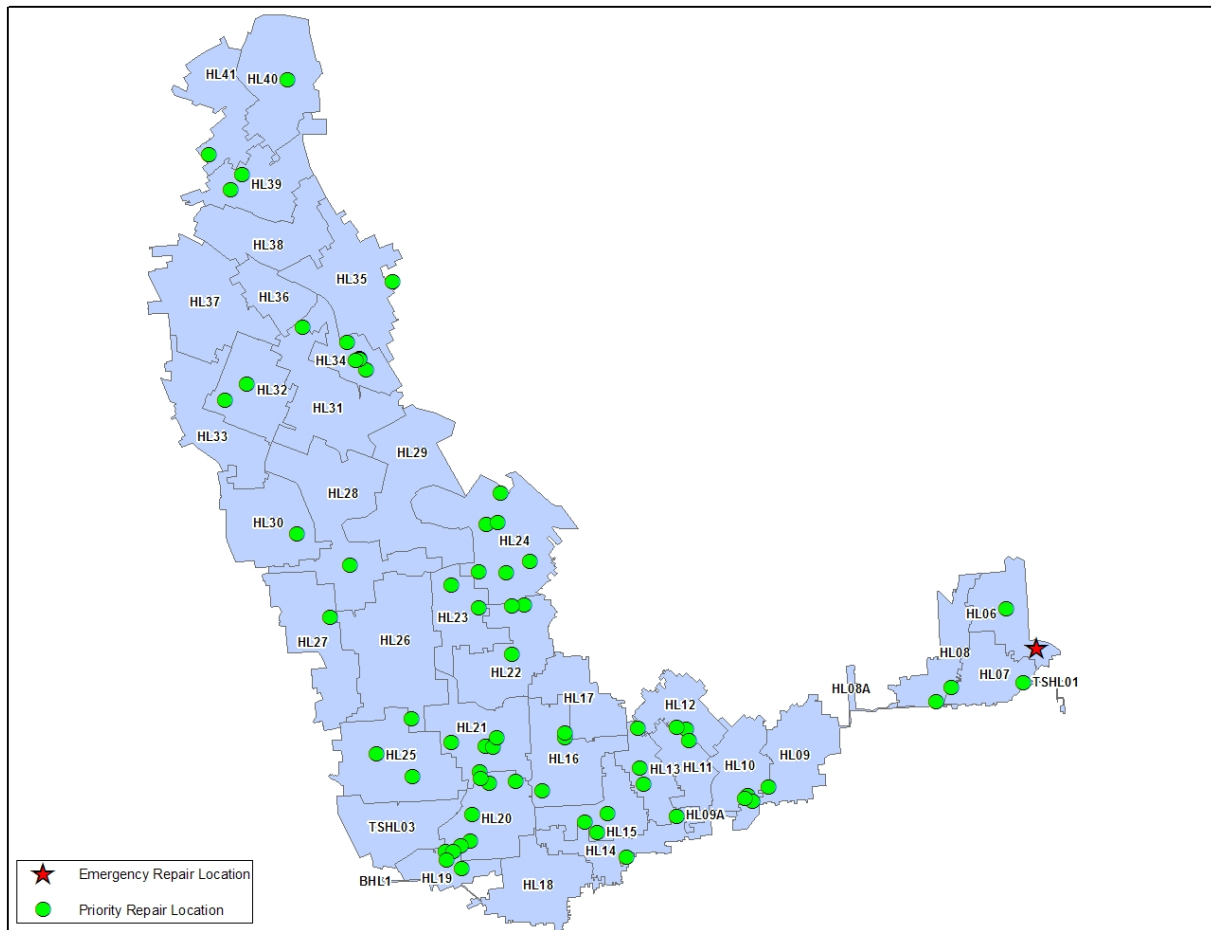 HL41
HL40
HL39
HL38
HL35
HL36
HL37
HL34
HL32
HL31
HL33
HL29
HL28
HL30
HL24
HL23
HL27
HL26
HL22
HL06
HL08
HL07
TSHL01
HL08A
HL17
HL12
HL21
HL25
HL16
HL13
HL11
HL10
HL09
HL09A
HL20
TSHL03
HL15
HL14
HL19
BHL1
HL18
Emergency Repair Location
Priority Repair Location